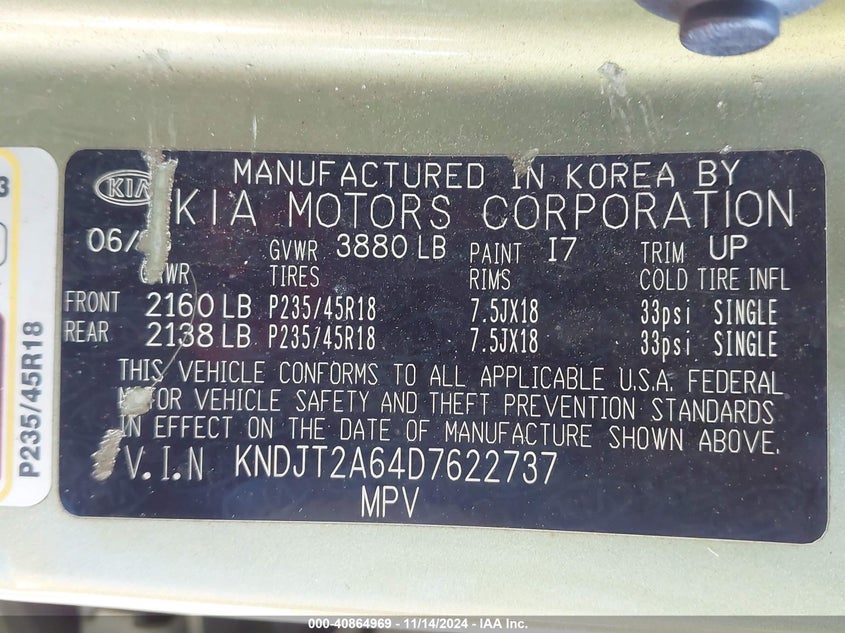 MANUFACTURED IN KOREA BY
KIA
KIA MOTORS CORPORATION
06/
GVWR 3880 LB PAINT I7 TRIM UP
TIRES RIMS COLD TIRE INFL
FRONT 2160 LB P235/45R18 7.5JX18 33psi SINGLE
REAR 2138 LB P235/45R18 7.5JX18 33psi SINGLE
THIS VEHICLE CONFORMS TO ALL APPLICABLE U.S.A. FEDERAL
VEHICLE SAFETY AND THEFT PREVENTION STANDARDS
IN EFFECT ON THE DATE OF MANUFACTURE SHOWN ABOVE.
V.I.N KNDJT2A64D7622737
MPV
P235/45R18
000-40864969 - 11/14/2024 - IAA Inc.